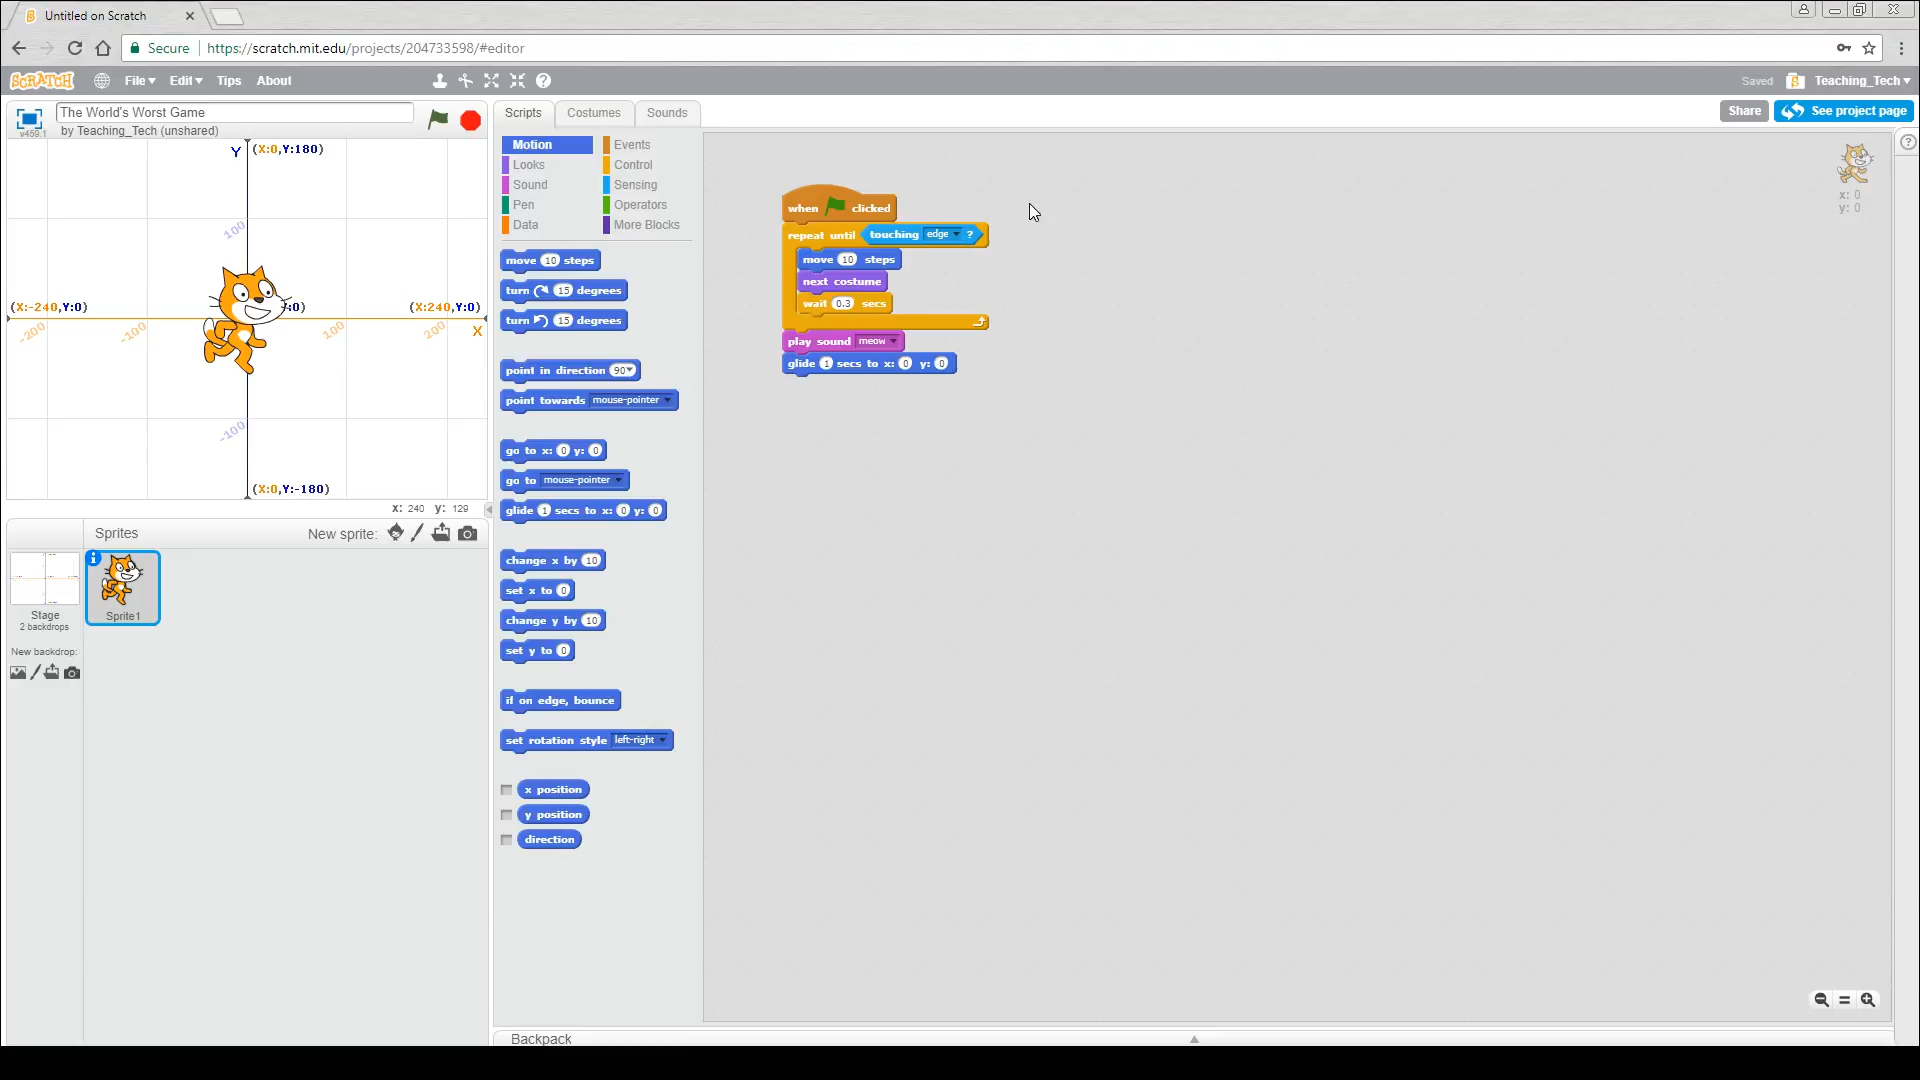 Untitled on Scratch
Secure https://scratch.mit.edu/projects/204733598/#editor
SCRATCH File Edit Tips About Saved Teaching_Tech
v459.1 The World's Worst Game
by Teaching_Tech (unshared)
Scripts Costumes Sounds
Share See project page
Y (X:0,Y:180)
100
(X:-240,Y:0) :0) (X:240,Y:0)
-200 -100 100 200 X
-100
(X:0,Y:-180)
X: 240 y: 129
Sprites New sprite:
Stage
2 backdrops
New backdrop:
Sprite1
Motion Events
Looks Control
Sound Sensing
Pen Operators
Data More Blocks
move 10 steps
turn 15 degrees
turn 15 degrees
point in direction 90
point towards mouse-pointer
go to x: 0 y: 0
go to mouse-pointer
glide 1 secs to x: 0 y: 0
change x by 10
set x to 0
change y by 10
set y to 0
if on edge, bounce
set rotation style left-right
x position
y position
direction
when clicked
repeat until touching edge ?
move 10 steps
next costume
wait 0.3 secs
play sound meow
glide 1 secs to x: 0 y: 0
x: 0
y: 0
Backpack